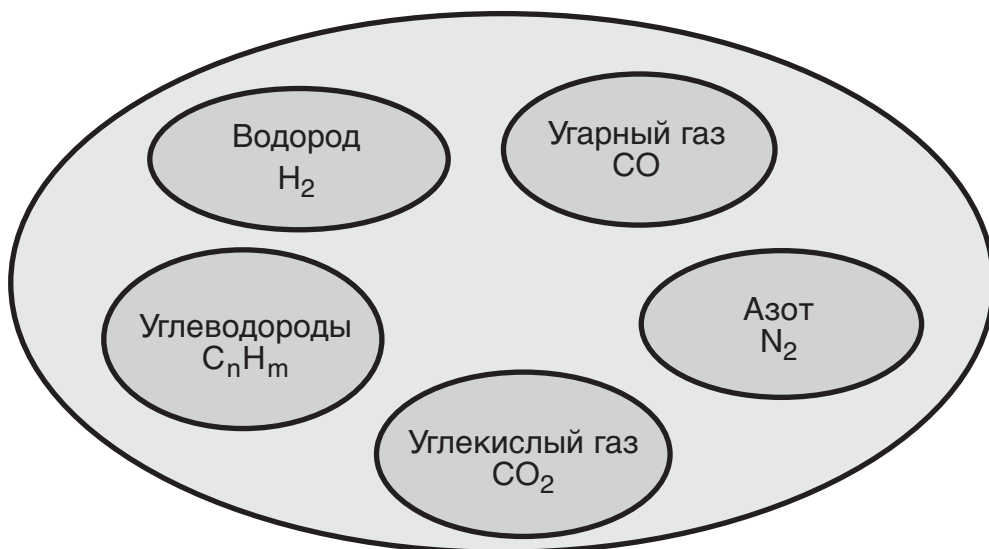 Водород
H₂
Угарный газ
CO
Углеводороды
CₙHₘ
Азот
N₂
Углекислый газ
CO₂